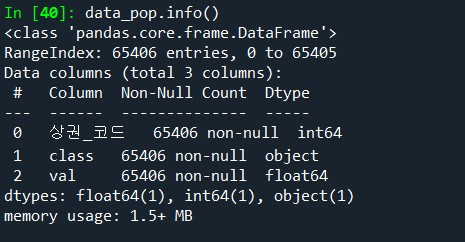 In [40]: data_pop.info()
<class 'pandas.core.frame.DataFrame'>
RangeIndex: 65406 entries, 0 to 65405
Data columns (total 3 columns):
 #   Column  Non-Null Count  Dtype
---  ------  --------------  -----
 0   상권_코드   65406 non-null  int64
 1   class   65406 non-null  object
 2   val     65406 non-null  float64
dtypes: float64(1), int64(1), object(1)
memory usage: 1.5+ MB